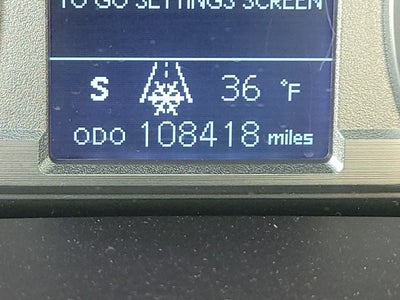 TO GO SETTINGS SCREEN
S 36 °F
ODO 108418 miles